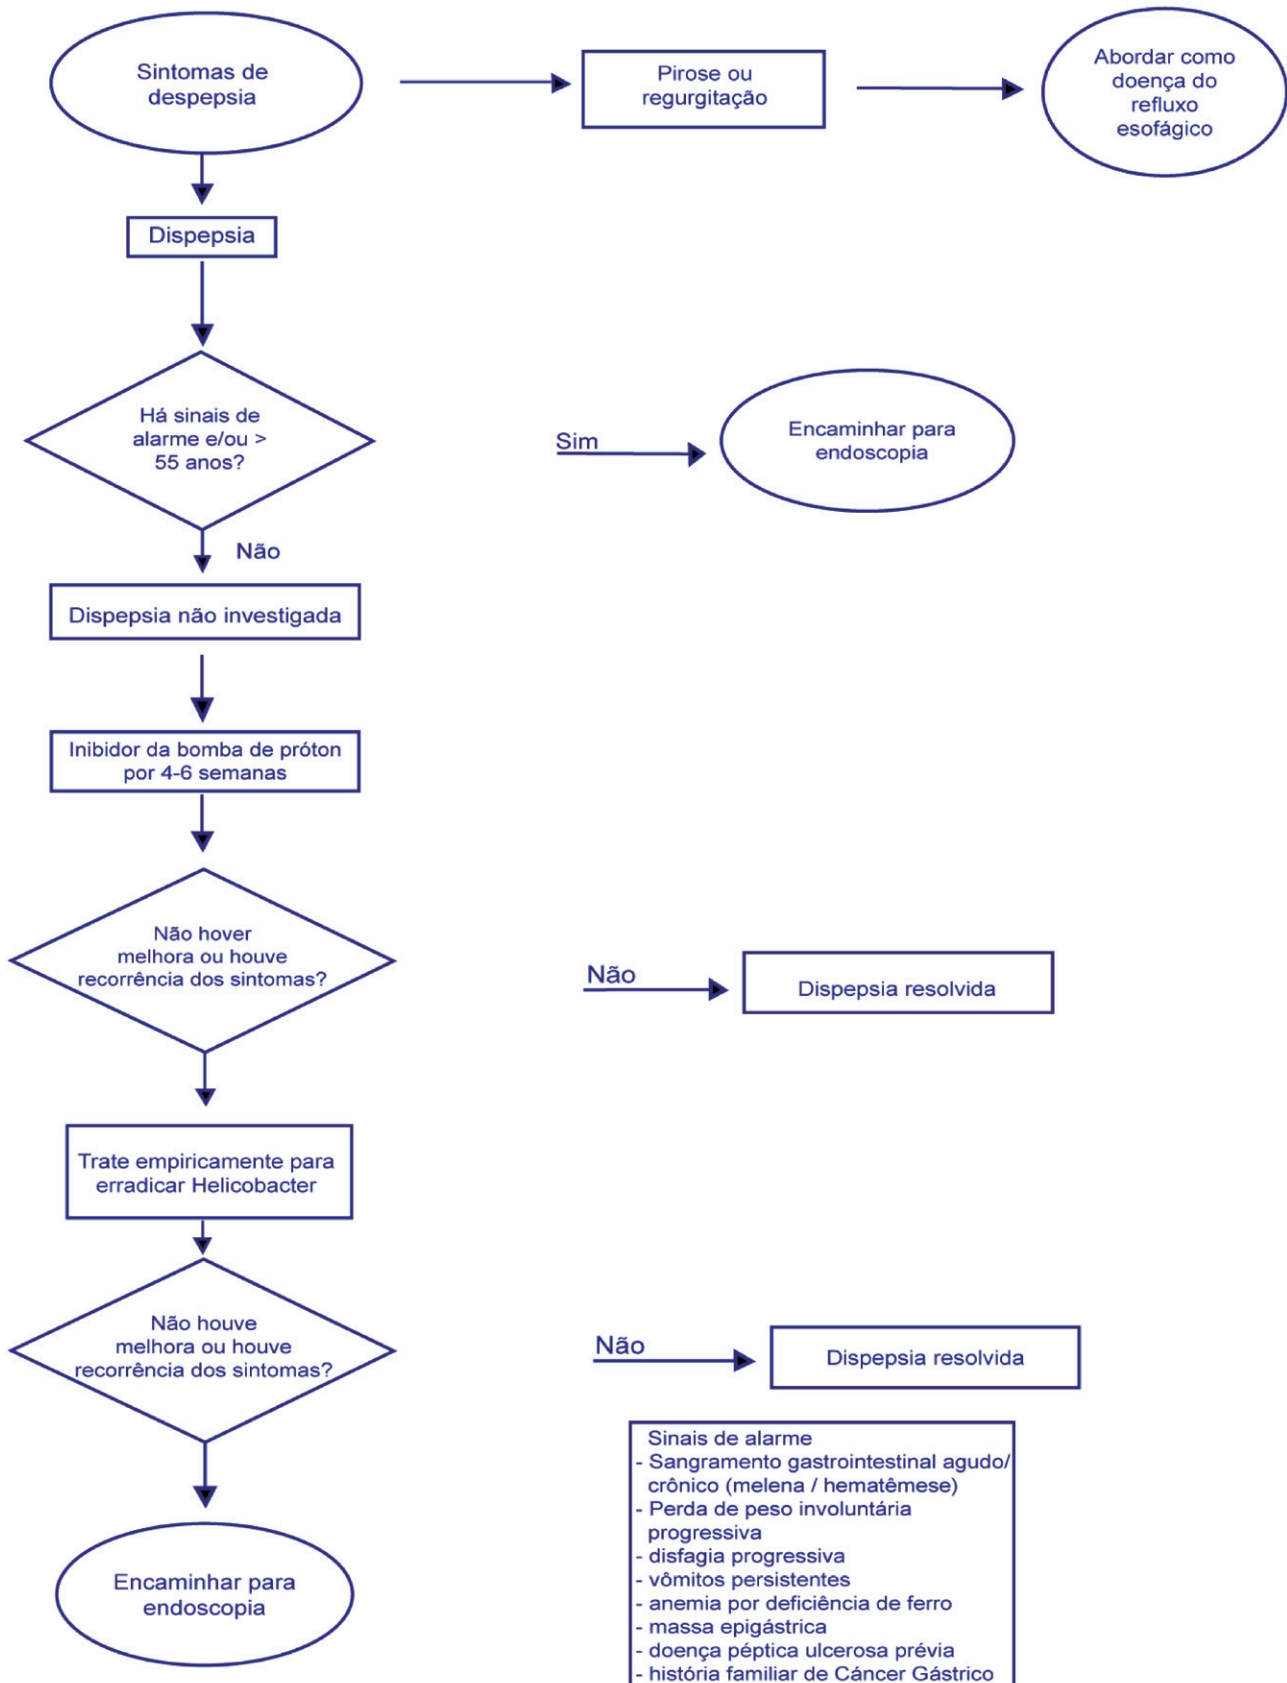 Sintomas de
despepsia
Pirose ou
regurgitação
Abordar como
doença do
refluxo
esofágico
Dispepsia
Há sinais de
alarme e/ou >
55 anos?
Sim
Encaminhar para
endoscopia
Não
Dispepsia não investigada
Inibidor da bomba de próton
por 4-6 semanas
Não hover
melhora ou houve
recorrência dos sintomas?
Não
Dispepsia resolvida
Trate empiricamente para
erradicar Helicobacter
Não houve
melhora ou houve
recorrência dos sintomas?
Não
Dispepsia resolvida
Encaminhar para
endoscopia
Sinais de alarme
- Sangramento gastrointestinal agudo/
crônico (melena / hematêmese)
- Perda de peso involuntária
progressiva
- disfagia progressiva
- vômitos persistentes
- anemia por deficiência de ferro
- massa epigástrica
- doença péptica ulcerosa prévia
- história familiar de Cáncer Gástrico